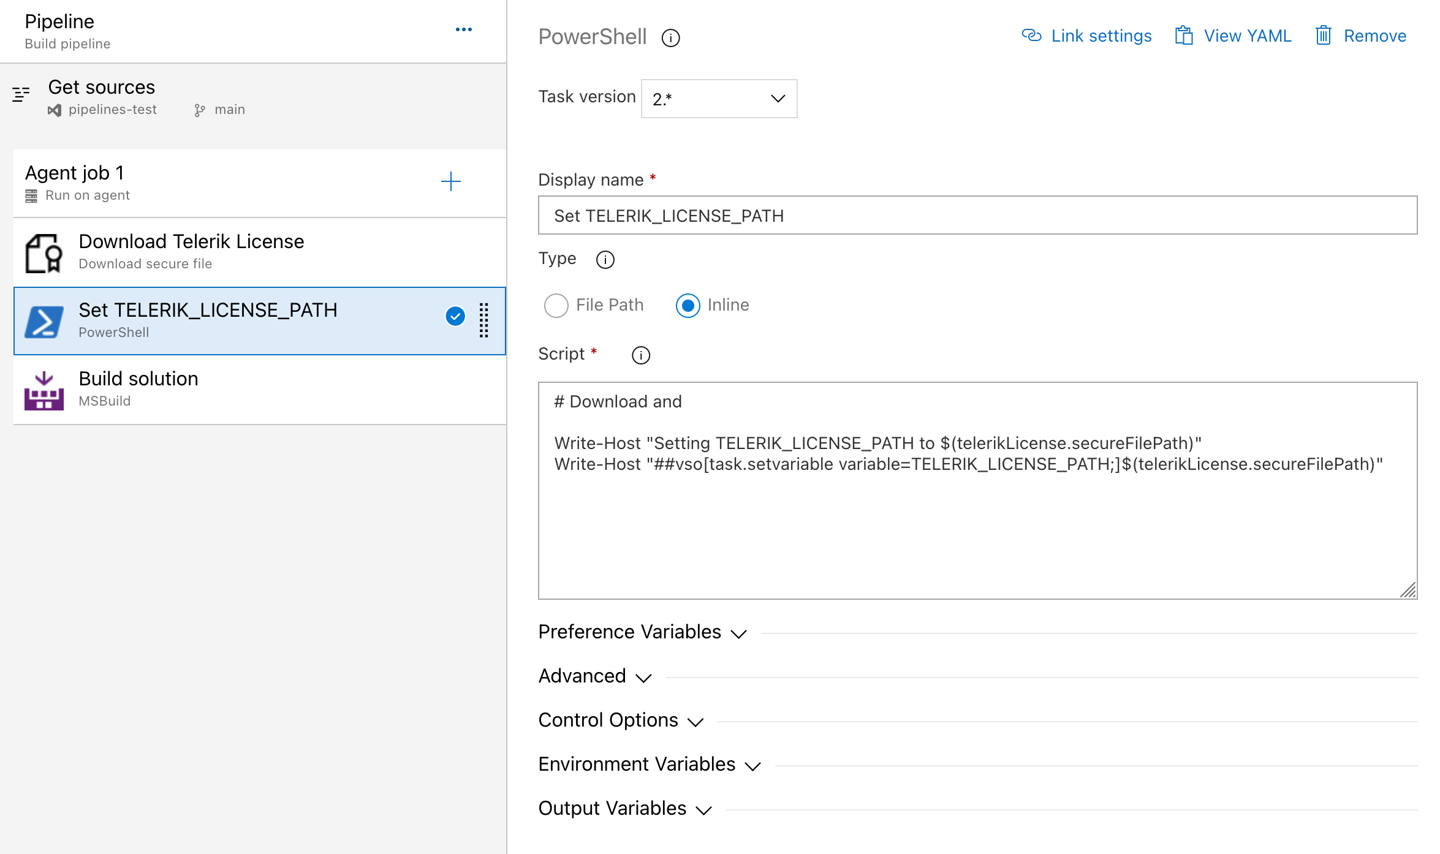 Pipeline
Build pipeline
Get sources
pipelines-test
main
Agent job 1
Run on agent
Download Telerik License
Download secure file
Set TELERIK_LICENSE_PATH
PowerShell
Build solution
MSBuild
PowerShell
Link settings
View YAML
Remove
Task version 2.*
Display name *
Set TELERIK_LICENSE_PATH
Type
File Path
Inline
Script *
# Download and
Write-Host "Setting TELERIK_LICENSE_PATH to $(telerikLicense.secureFilePath)"
Write-Host "##vso[task.setvariable variable=TELERIK_LICENSE_PATH;]$(telerikLicense.secureFilePath)"
Preference Variables
Advanced
Control Options
Environment Variables
Output Variables